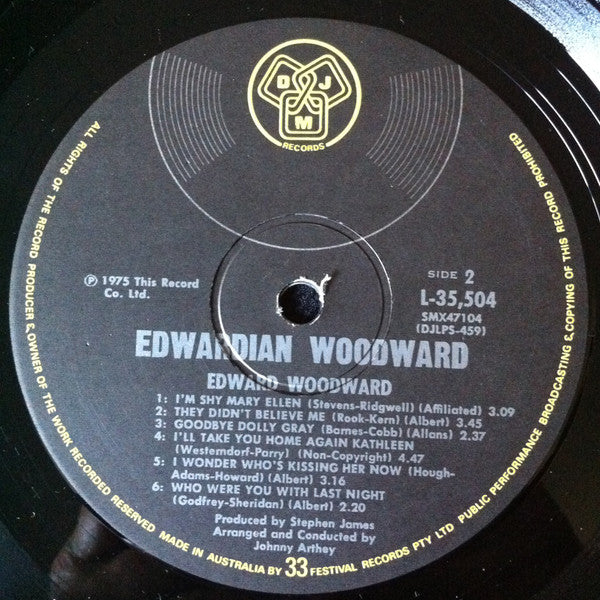 D J M
RECORDS
ALL RIGHTS OF THE RECORD PRODUCER & OWNER OF THE WORK RECORDED RESERVED
MADE IN AUSTRALIA BY 33 FESTIVAL RECORDS PTY LTD
PUBLIC PERFORMANCE BROADCASTING & COPYING OF THIS RECORD PROHIBITED
℗ 1975 This Record
Co. Ltd.
SIDE 2
L-35,504
SMX47104
(DJLPS-459)
EDWARDIAN WOODWARD
EDWARD WOODWARD
1: I'M SHY MARY ELLEN (Stevens-Ridgwell) (Affiliated) 3.09
2: THEY DIDN'T BELIEVE ME (Rook-Kern) (Albert) 3.45
3: GOODBYE DOLLY GRAY (Barnes-Cobb) (Allans) 2.37
4: I'LL TAKE YOU HOME AGAIN KATHLEEN
(Westerndorf-Parry) (Non-Copyright) 4.47
5: I WONDER WHO'S KISSING HER NOW (Hough-
Adams-Howard) (Albert) 3.16
6: WHO WERE YOU WITH LAST NIGHT
(Godfrey-Sheridan) (Albert) 2.20
Produced by Stephen James
Arranged and Conducted by
Johnny Arthey